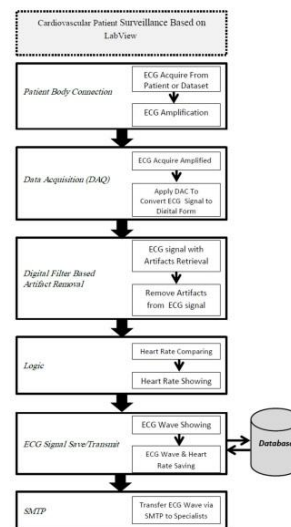 Cardiovascular Patient Surveillance Based on
LabView
Patient Body Connection
ECG Acquire From
Patient or Dataset
ECG Amplification
Data Acquisition (DAQ)
ECG Acquire Amplified
Apply DAC To
Convert ECG Signal to
Digital Form
Digital Filter Based
Artifact Removal
ECG signal with
Artifacts Retrieval
Remove Artifacts
from ECG signal
Logic
Heart Rate Comparing
Heart Rate Showing
ECG Signal Save/Transmit
ECG Wave Showing
ECG Wave & Heart
Rate Saving
Database
SMTP
Transfer ECG Wave via
SMTP to Specialists